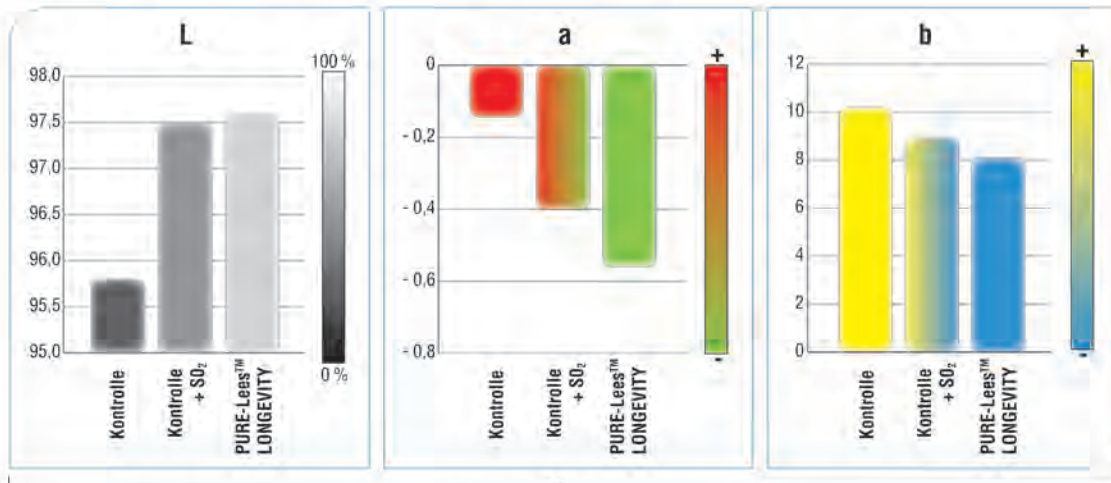 L
100 %
98.0
97.5
97.0
96.5
96.0
95.5
95.0
0 %
Kontrolle
Kontrolle
+ SO₂
PURE-Lees™
LONGEVITY
a
+
0
- 0,2
- 0,4
- 0,6
- 0,8
-
Kontrolle
Kontrolle
+ SO₂
PURE-Lees™
LONGEVITY
b
+
12
10
8
6
4
2
0
-
Kontrolle
Kontrolle
+ SO₂
PURE-Lees™
LONGEVITY